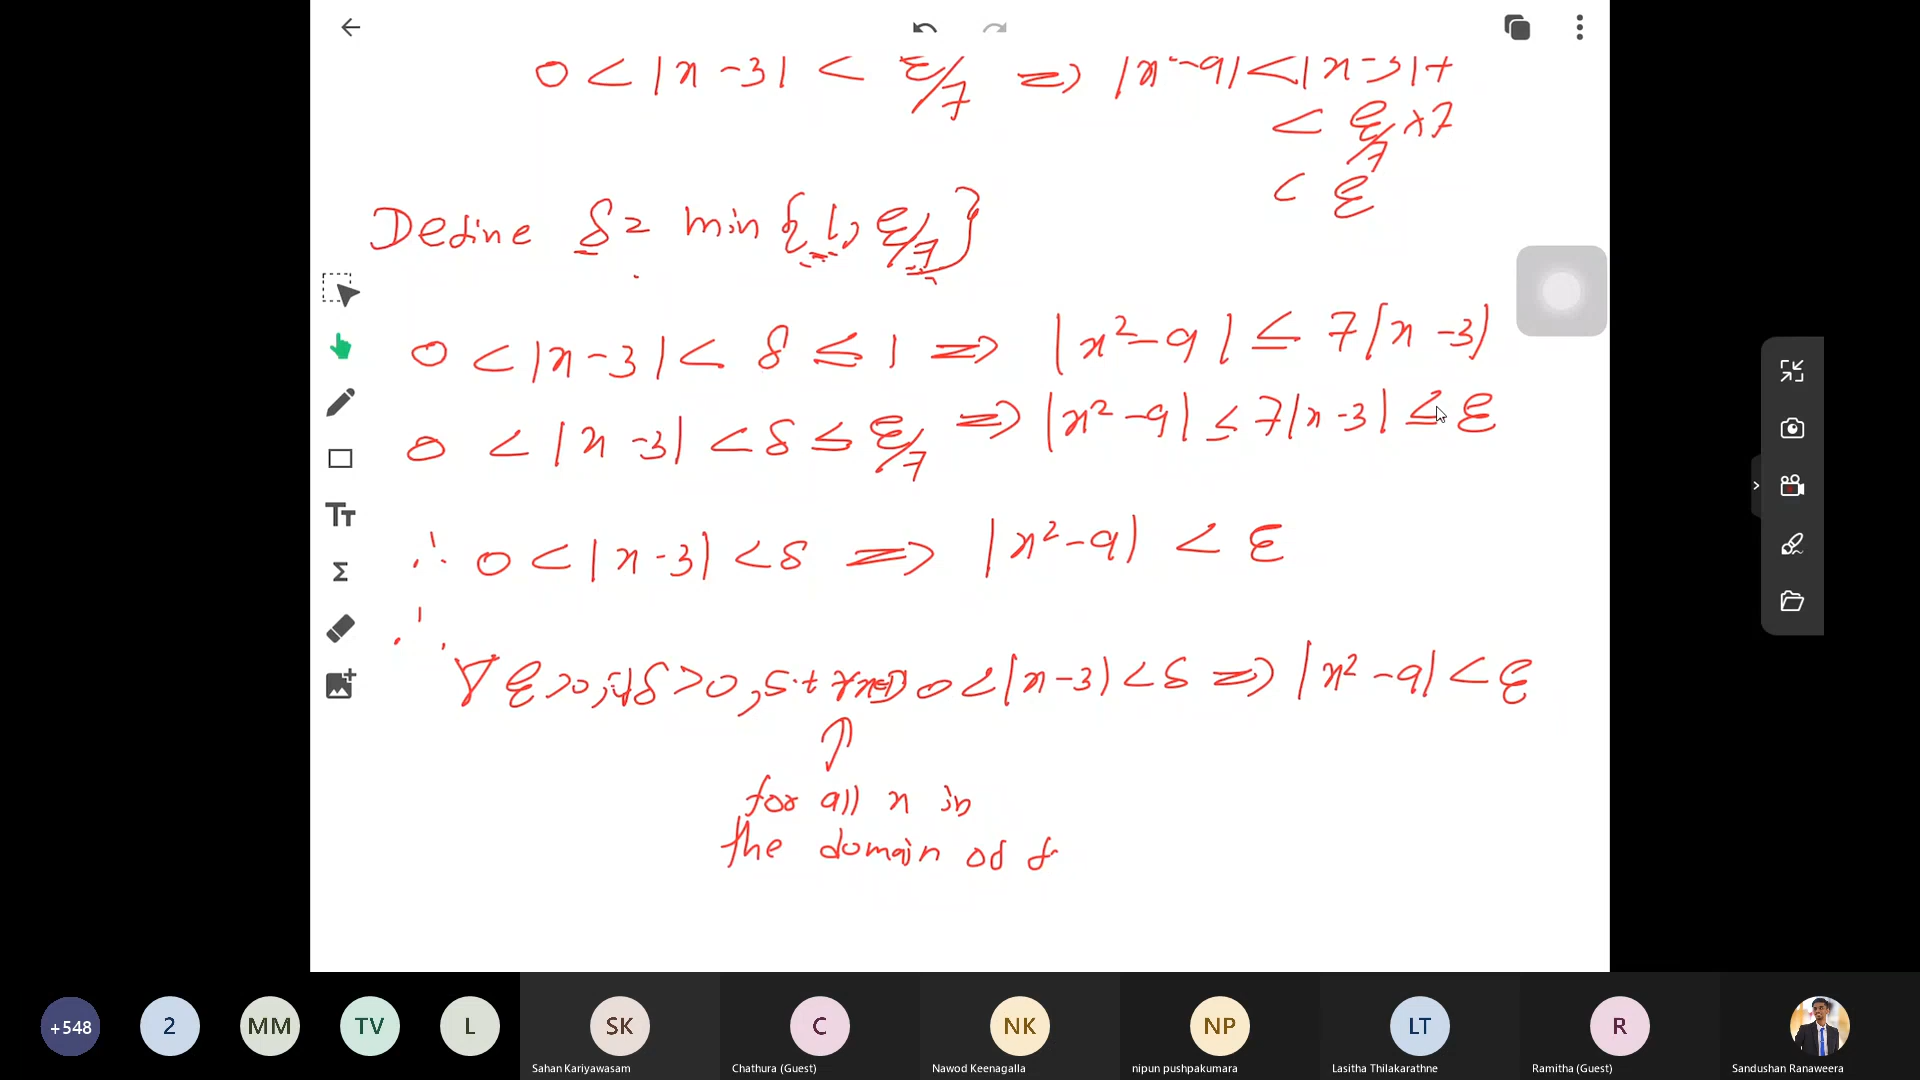 0 < |x - 3| < ε/7 ⇒ |x² - 9| < |x - 3| 7
< ε/7 × 7
< ε
Define δ = min {1, ε/7}
0 < |x - 3| < δ ≤ 1 ⇒ |x² - 9| ≤ 7|x - 3|
0 < |x - 3| < δ ≤ ε/7 ⇒ |x² - 9| ≤ 7|x - 3| ≤ ε
∴ 0 < |x - 3| < δ ⇒ |x² - 9| < ε
∴
∀ ε > 0, ∃ δ > 0, s.t ∀x∈D 0 < |x - 3| < δ ⇒ |x² - 9| < ε
for all x in
the domain of f
Tт
Σ
+548
2
MM
TV
L
SK
C
NK
NP
LT
R
Sahan Kariyawasam
Chathura (Guest)
Nawod Keenagalla
nipun pushpakumara
Lasitha Thilakarathne
Ramitha (Guest)
Sandushan Ranaweera